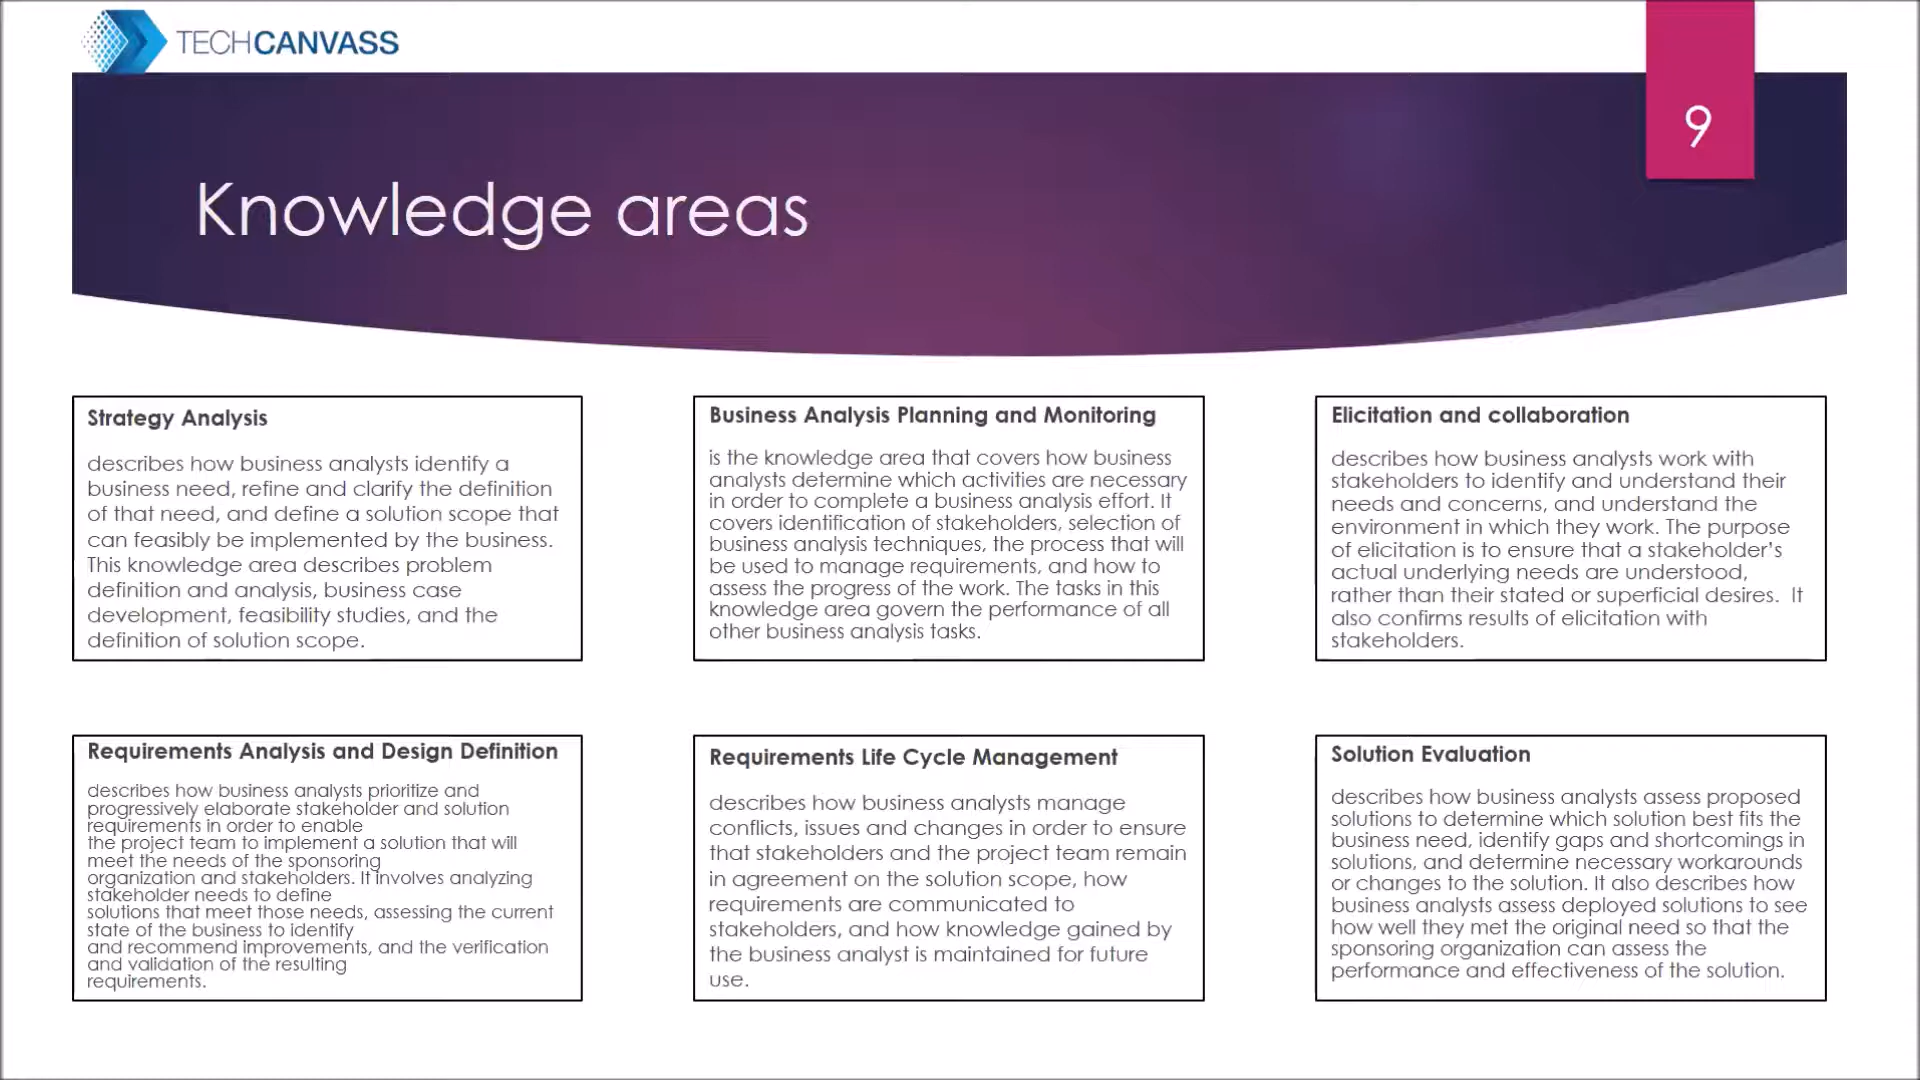 TECHCANVASS
9
Knowledge areas
Strategy Analysis
describes how business analysts identify a
business need, refine and clarify the definition
of that need, and define a solution scope that
can feasibly be implemented by the business.
This knowledge area describes problem
definition and analysis, business case
development, feasibility studies, and the
definition of solution scope.
Business Analysis Planning and Monitoring
is the knowledge area that covers how business
analysts determine which activities are necessary
in order to complete a business analysis effort. It
covers identification of stakeholders, selection of
business analysis techniques, the process that will
be used to manage requirements, and how to
assess the progress of the work. The tasks in this
knowledge area govern the performance of all
other business analysis tasks.
Elicitation and collaboration
describes how business analysts work with
stakeholders to identify and understand their
needs and concerns, and understand the
environment in which they work. The purpose
of elicitation is to ensure that a stakeholder’s
actual underlying needs are understood,
rather than their stated or superficial desires.  It
also confirms results of elicitation with
stakeholders.
Requirements Analysis and Design Definition
describes how business analysts prioritize and
progressively elaborate stakeholder and solution
requirements in order to enable
the project team to implement a solution that will
meet the needs of the sponsoring
organization and stakeholders. It involves analyzing
stakeholder needs to define
solutions that meet those needs, assessing the current
state of the business to identify
and recommend improvements, and the verification
and validation of the resulting
requirements.
Requirements Life Cycle Management
describes how business analysts manage
conflicts, issues and changes in order to ensure
that stakeholders and the project team remain
in agreement on the solution scope, how
requirements are communicated to
stakeholders, and how knowledge gained by
the business analyst is maintained for future
use.
Solution Evaluation
describes how business analysts assess proposed
solutions to determine which solution best fits the
business need, identify gaps and shortcomings in
solutions, and determine necessary workarounds
or changes to the solution. It also describes how
business analysts assess deployed solutions to see
how well they met the original need so that the
sponsoring organization can assess the
performance and effectiveness of the solution.